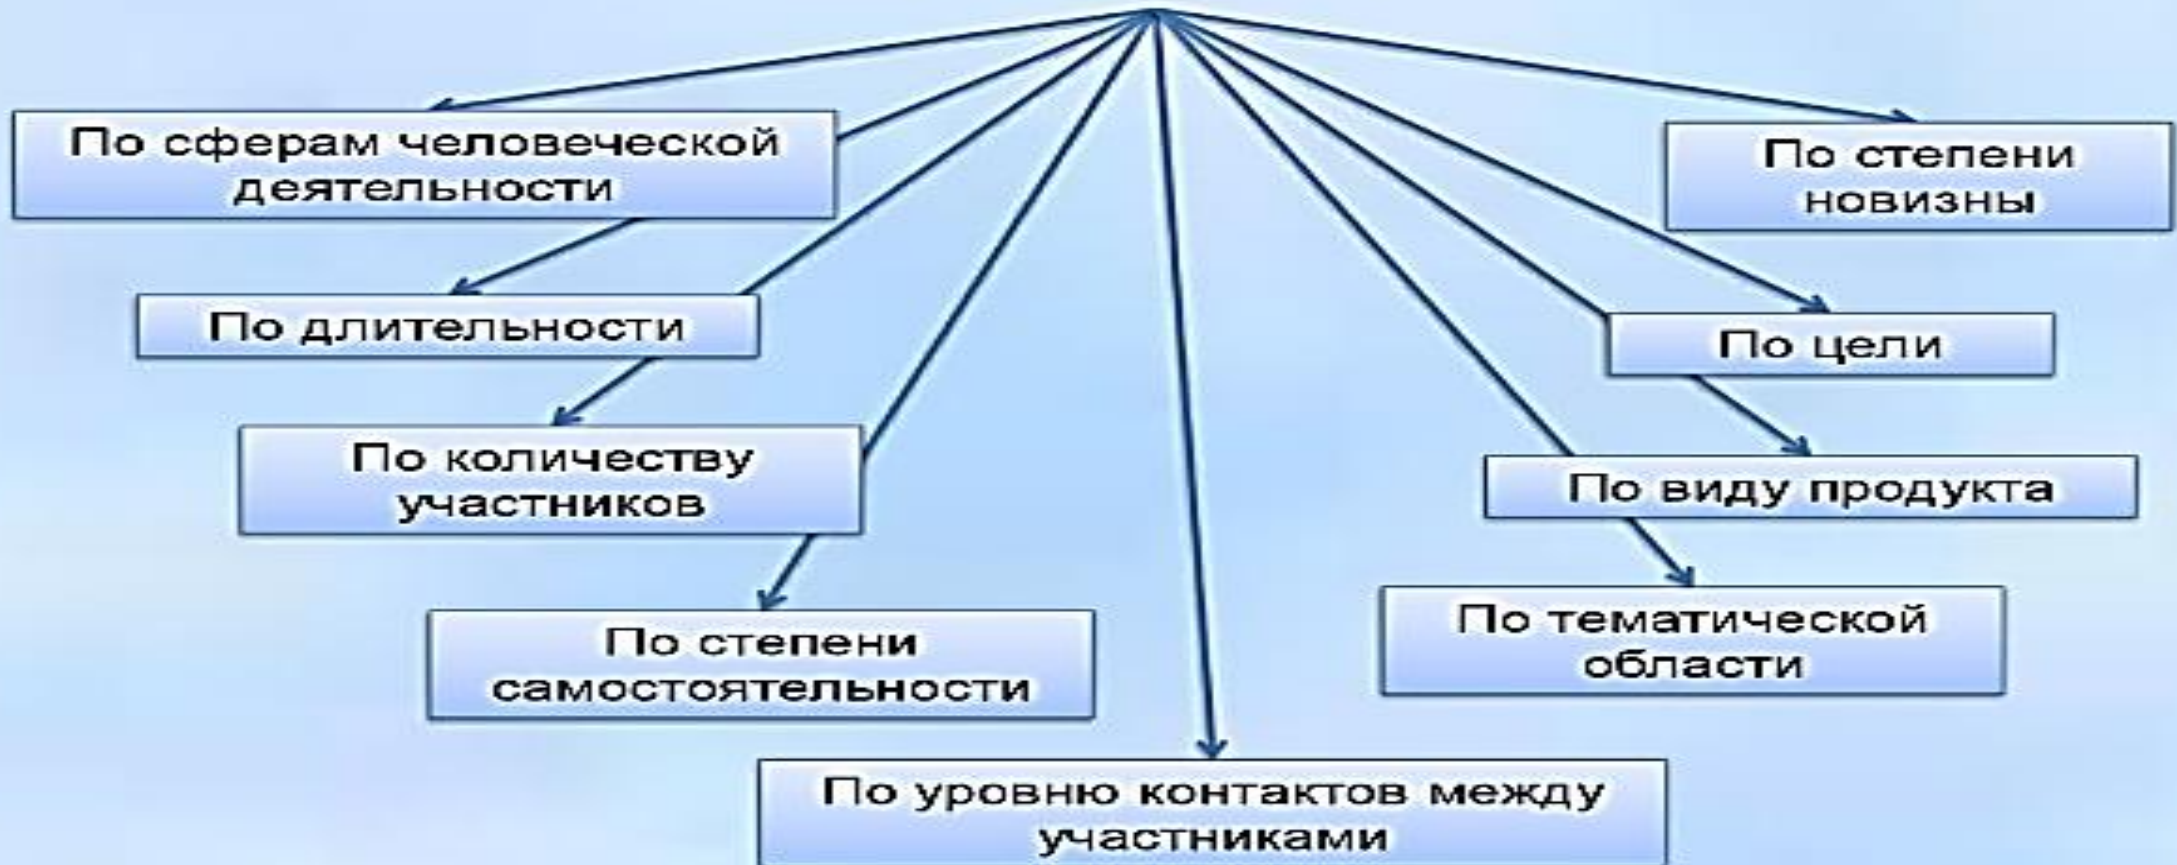 По сферам человеческой
деятельности
По степени
новизны
По длительности
По цели
По количеству
участников
По виду продукта
По степени
самостоятельности
По тематической
области
По уровню контактов между
участниками